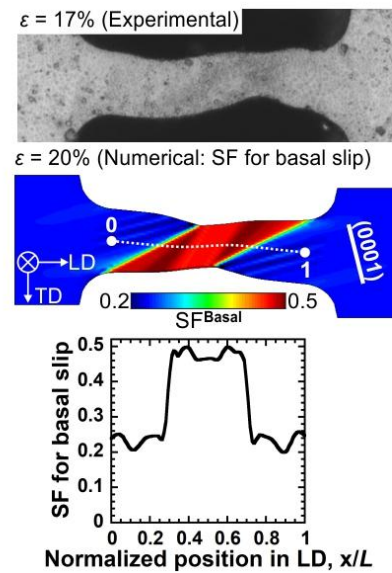 ε = 17% (Experimental)
ε = 20% (Numerical: SF for basal slip)
0
1
(0001)
LD
TD
0.2
0.5
SF^Basal
0.5
0.4
0.3
0.2
0.1
0
SF for basal slip
0 0.2 0.4 0.6 0.8 1
Normalized position in LD, x/L